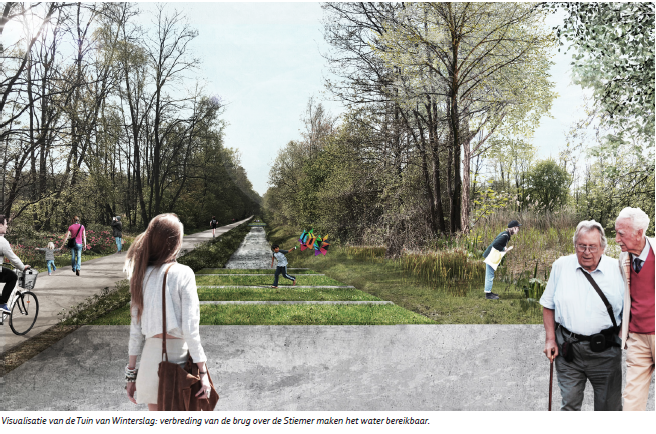 Visualisatie van de Tuin van Winterslag: verbreding van de brug over de Stiemer maken het water bereikbaar.